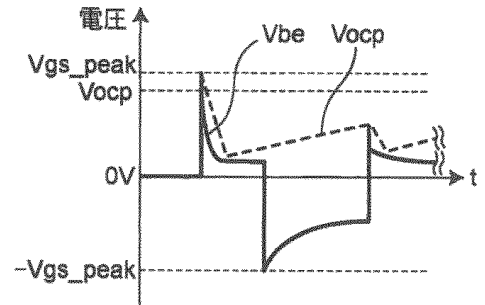 電圧
Vbe Vocp
Vgs_peak
Vocp
0V
t
-Vgs_peak